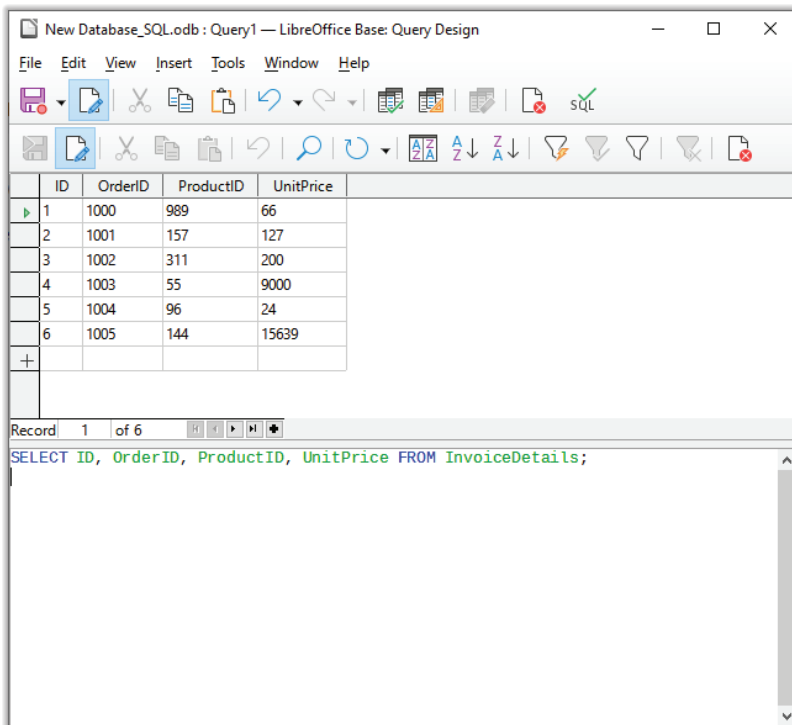 New Database_SQL.odb : Query1 — LibreOffice Base: Query Design
File Edit View Insert Tools Window Help
SQL
A Z Z A A Z Z A
ID OrderID ProductID UnitPrice
1 1000 989 66
2 1001 157 127
3 1002 311 200
4 1003 55 9000
5 1004 96 24
6 1005 144 15639
Record 1 of 6
SELECT ID, OrderID, ProductID, UnitPrice FROM InvoiceDetails;